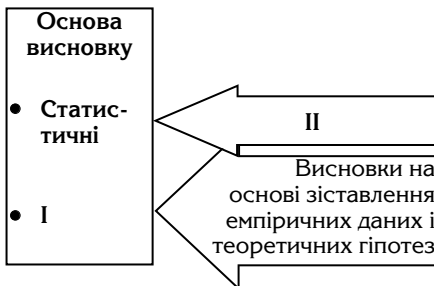 Основа
висновку
• Статис-
тичні
II
• I
Висновки на
основі зіставлення
емпіричних даних і
теоретичних гіпотез